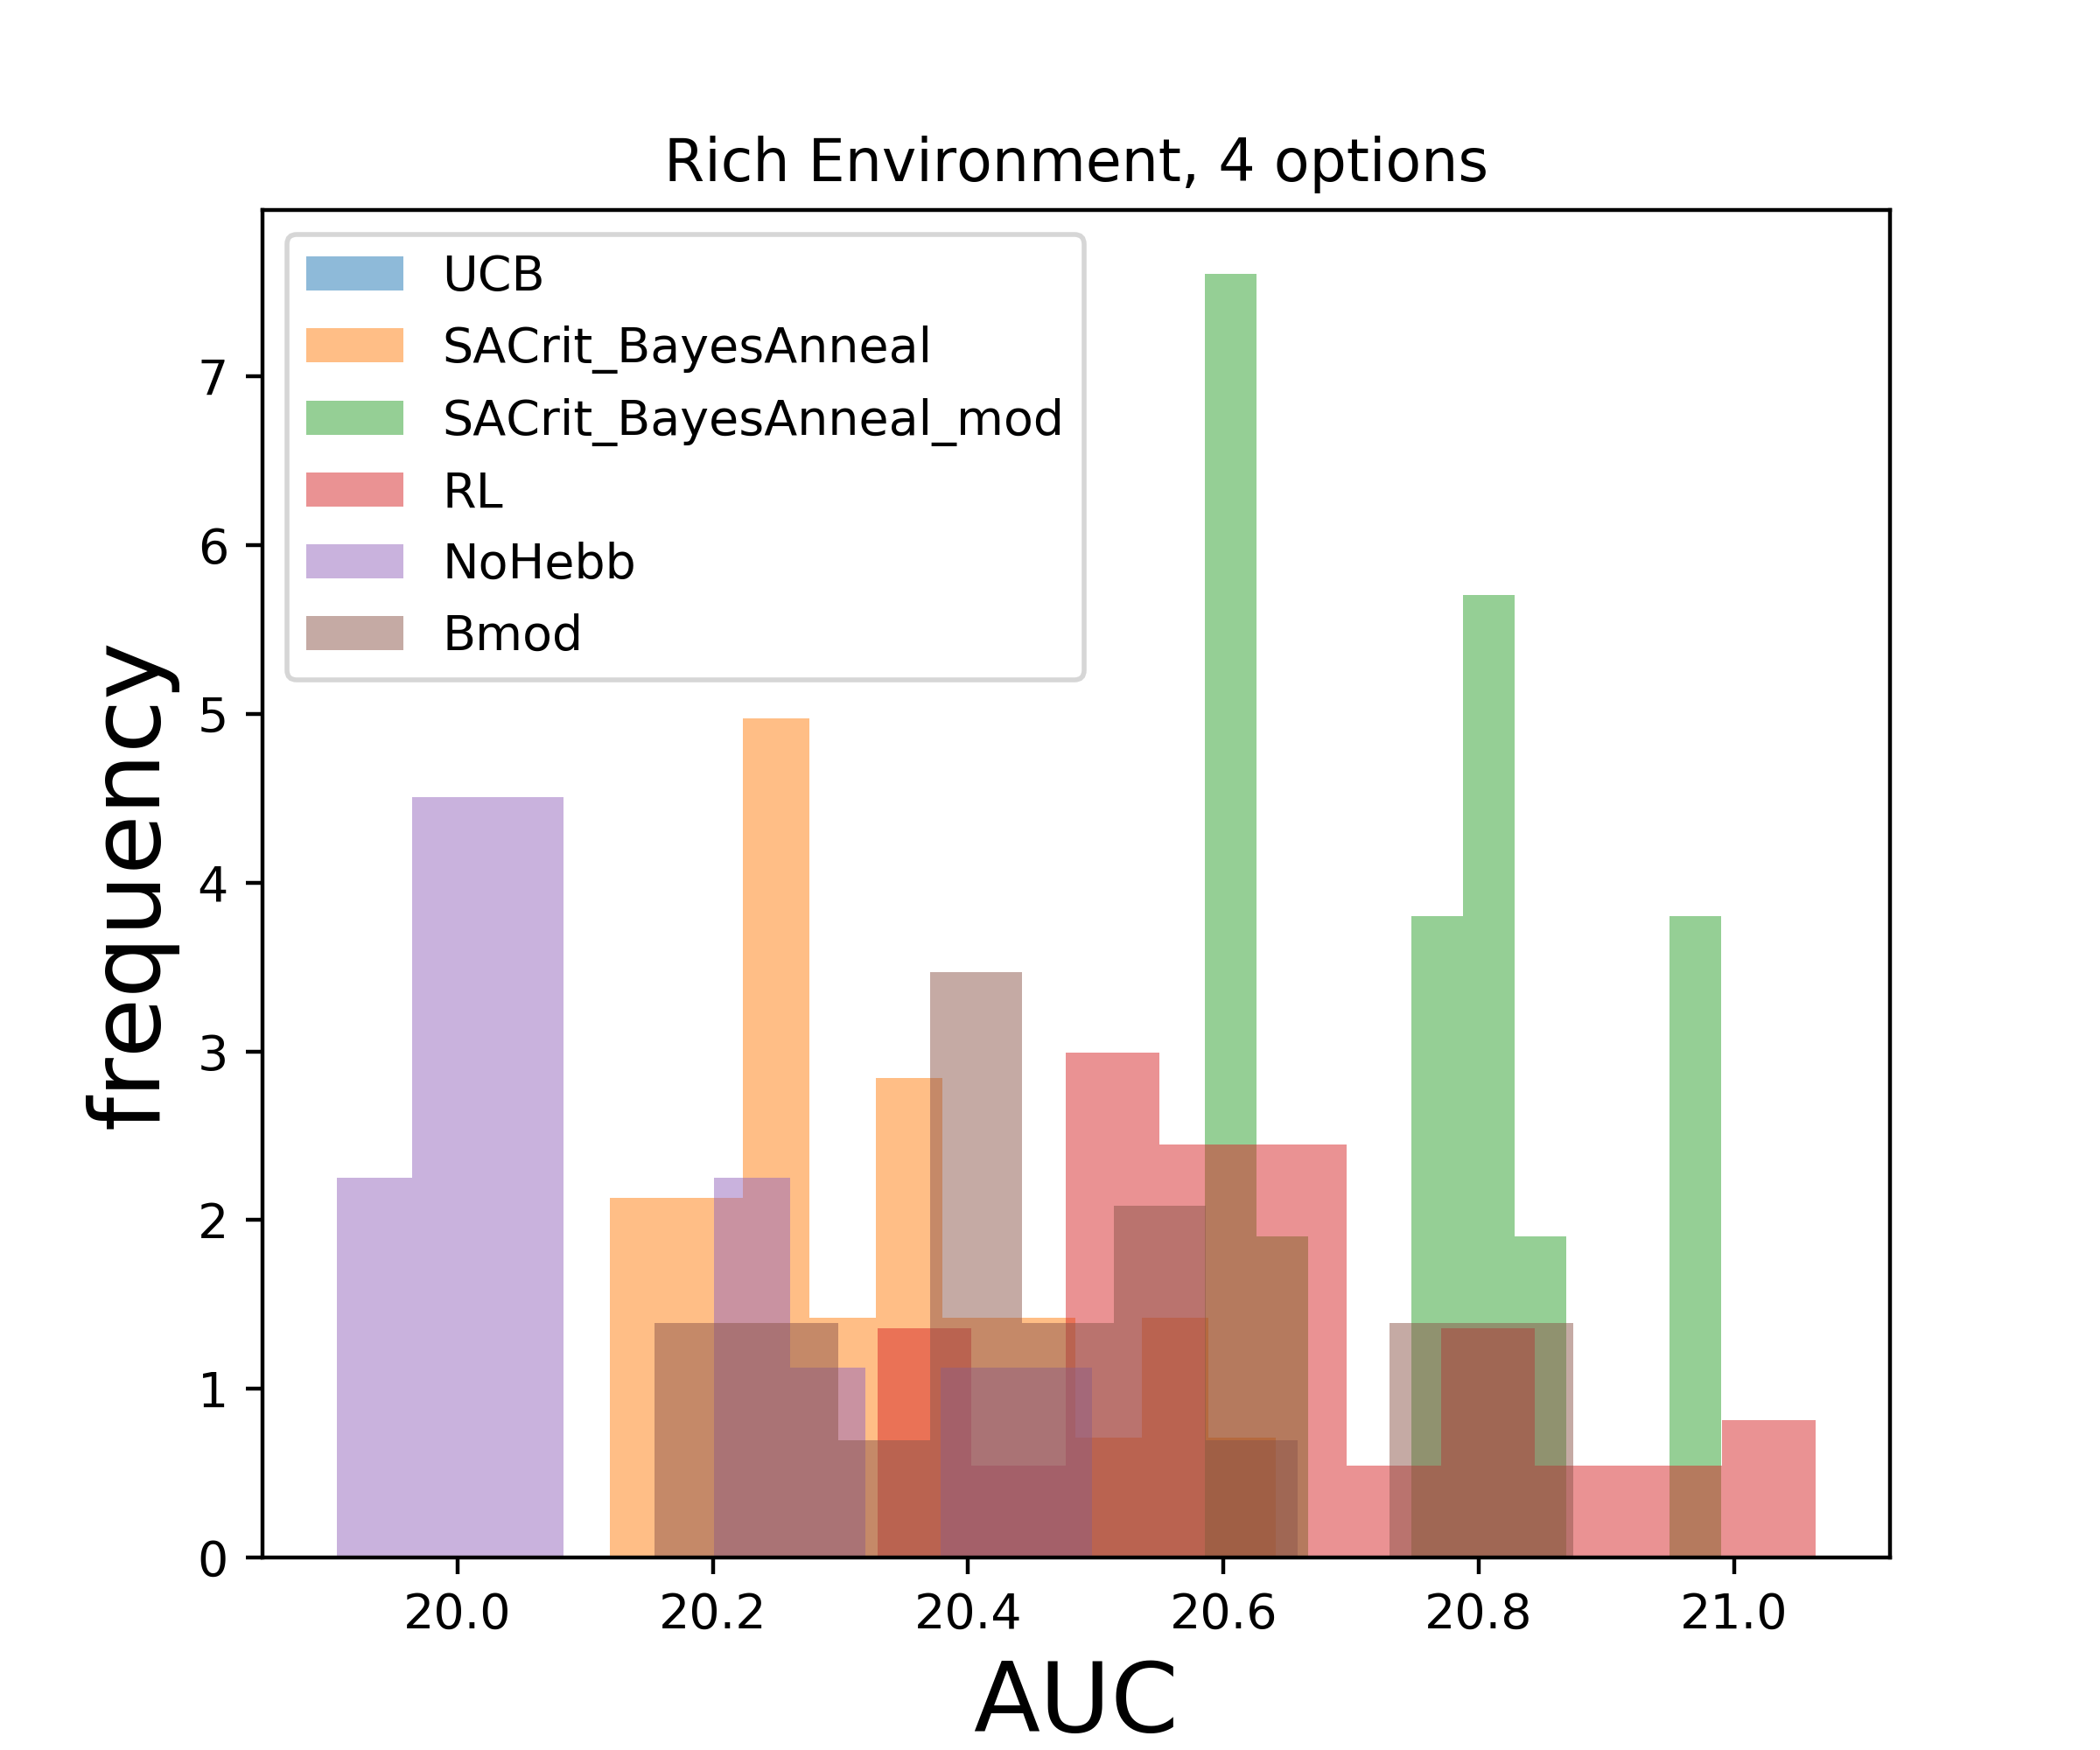 Rich Environment, 4 options
UCB
SACrit_BayesAnneal
SACrit_BayesAnneal_mod
RL
NoHebb
Bmod
frequency
7
6
5
4
3
2
1
0
20.0 20.2 20.4 20.6 20.8 21.0
AUC